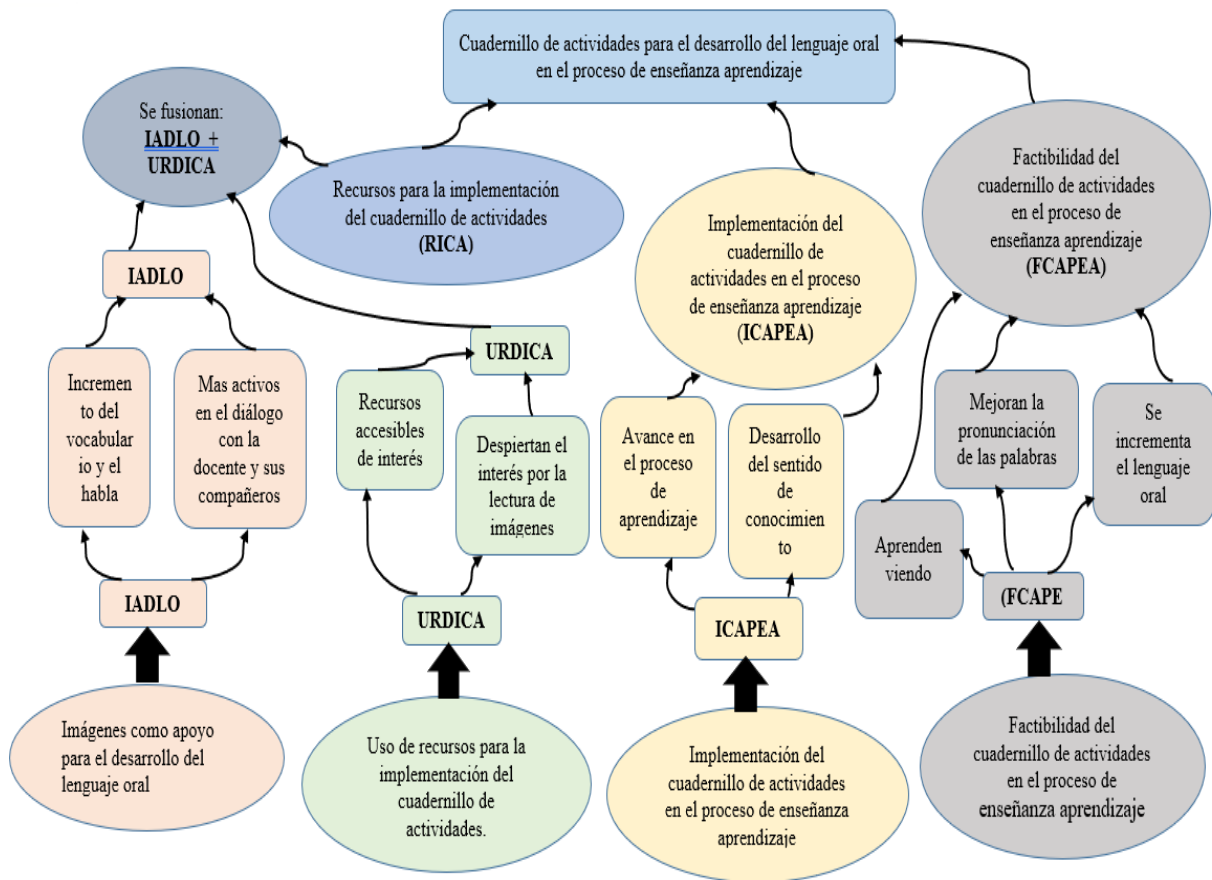 Cuadernillo de actividades para el desarrollo del lenguaje oral
en el proceso de enseñanza aprendizaje
Se fusionan:
IADLO +
URDICA
Recursos para la implementación
del cuadernillo de actividades
(RICA)
Implementación del
cuadernillo de
actividades en el proceso
de enseñanza aprendizaje
(ICAPEA)
Factibilidad del
cuadernillo de actividades
en el proceso de
enseñanza aprendizaje
(FCAPEA)
IADLO
URDICA
Incremen
to del
vocabular
io y el
habla
Mas activos
en el diálogo
con la
docente y sus
compañeros
Recursos
accesibles
de interés
Despiertan el
interés por la
lectura de
imágenes
Avance en
el proceso
de
aprendizaje
Desarrollo
del sentido
de
conocimien
to
Aprenden
viendo
Mejoran la
pronunciación
de las palabras
Se
incrementa
el lenguaje
oral
IADLO
URDICA
ICAPEA
(FCAPE
Imágenes como apoyo
para el desarrollo del
lenguaje oral
Uso de recursos para la
implementación del
cuadernillo de
actividades.
Implementación del
cuadernillo de actividades
en el proceso de enseñanza
aprendizaje
Factibilidad del
cuadernillo de actividades
en el proceso de
enseñanza aprendizaje